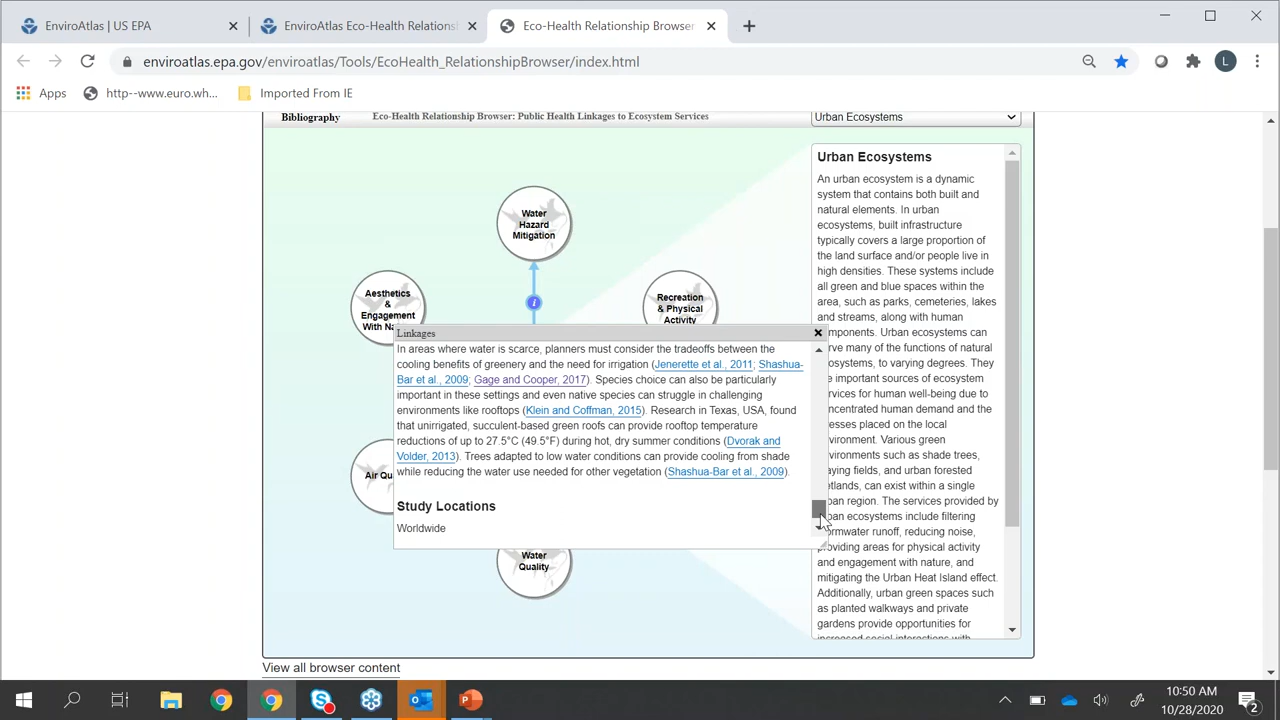 EnviroAtlas | US EPA
EnviroAtlas Eco-Health Relations
Eco-Health Relationship Browser
enviroatlas.epa.gov/enviroatlas/Tools/EcoHealth_RelationshipBrowser/index.html
L
Apps
http--www.euro.wh...
Imported From IE
Bibliography
Eco-Health Relationship Browser: Public Health Linkages to Ecosystem Services
Urban Ecosystems
Water
Hazard
Mitigation
Aesthetics
&
Engagement
With Na
Recreation
& Physical
Activity
i
Air Qu
Water
Quality
Linkages
In areas where water is scarce, planners must consider the tradeoffs between the
cooling benefits of greenery and the need for irrigation (Jenerette et al., 2011; Shashua-
Bar et al., 2009; Gage and Cooper, 2017). Species choice can also be particularly
important in these settings and even native species can struggle in challenging
environments like rooftops (Klein and Coffman, 2015). Research in Texas, USA, found
that unirrigated, succulent-based green roofs can provide rooftop temperature
reductions of up to 27.5°C (49.5°F) during hot, dry summer conditions (Dvorak and
Volder, 2013). Trees adapted to low water conditions can provide cooling from shade
while reducing the water use needed for other vegetation (Shashua-Bar et al., 2009).
Study Locations
Worldwide
Urban Ecosystems
An urban ecosystem is a dynamic
system that contains both built and
natural elements. In urban
ecosystems, built infrastructure
typically covers a large proportion of
the land surface and/or people live in
high densities. These systems include
all green and blue spaces within the
area, such as parks, cemeteries, lakes
and streams, along with human
components. Urban ecosystems can
rve many of the functions of natural
osystems, to varying degrees. They
e important sources of ecosystem
rvices for human well-being due to
ncentrated human demand and the
esses placed on the local
vironment. Various green
vironments such as shade trees,
aying fields, and urban forested
etlands, can exist within a single
ban region. The services provided by
ban ecosystems include filtering
ormwater runoff, reducing noise,
providing areas for physical activity
and engagement with nature, and
mitigating the Urban Heat Island effect.
Additionally, urban green spaces such
as planted walkways and private
gardens provide opportunities for
increased social interactions with
View all browser content
10:50 AM
10/28/2020
2